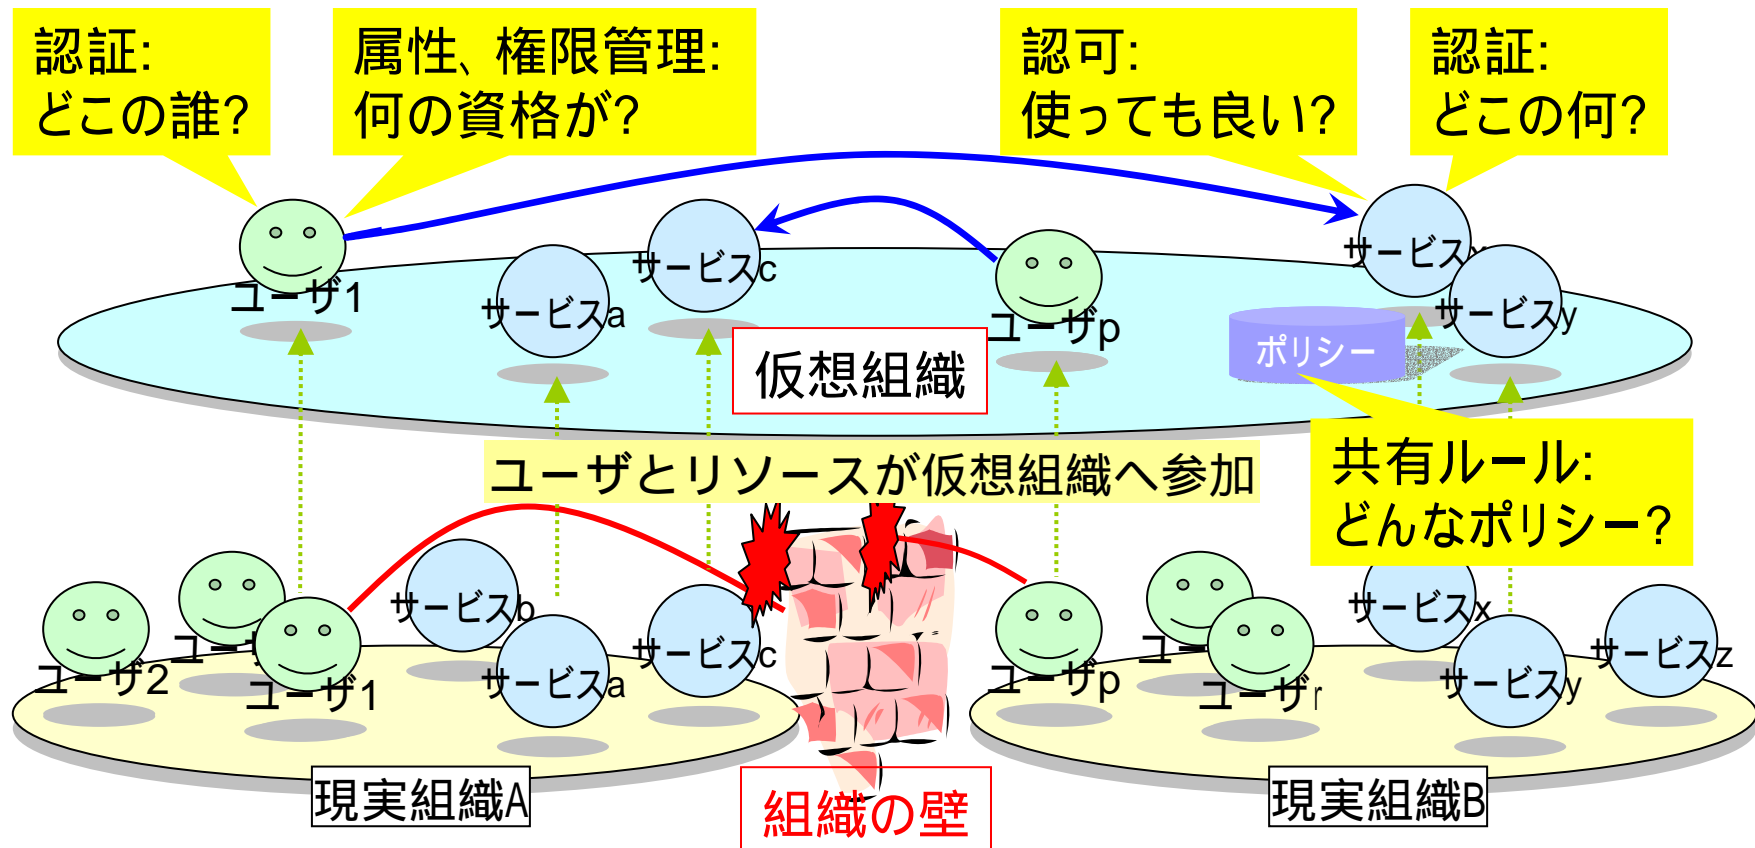 認証:
どこの誰?
属性、権限管理:
何の資格が?
認可:
使っても良い?
認証:
どこの何?
ユーザ1
サービスa
サービスc
ユーザp
サービスx
サービスy
ポリシー
仮想組織
ユーザとリソースが仮想組織へ参加
共有ルール:
どんなポリシー?
ユーザ2
ユーザ1
サービスb
サービスa
サービスc
ユーザp
ユーザr
サービスx
サービスy
サービスz
現実組織A
組織の壁
現実組織B